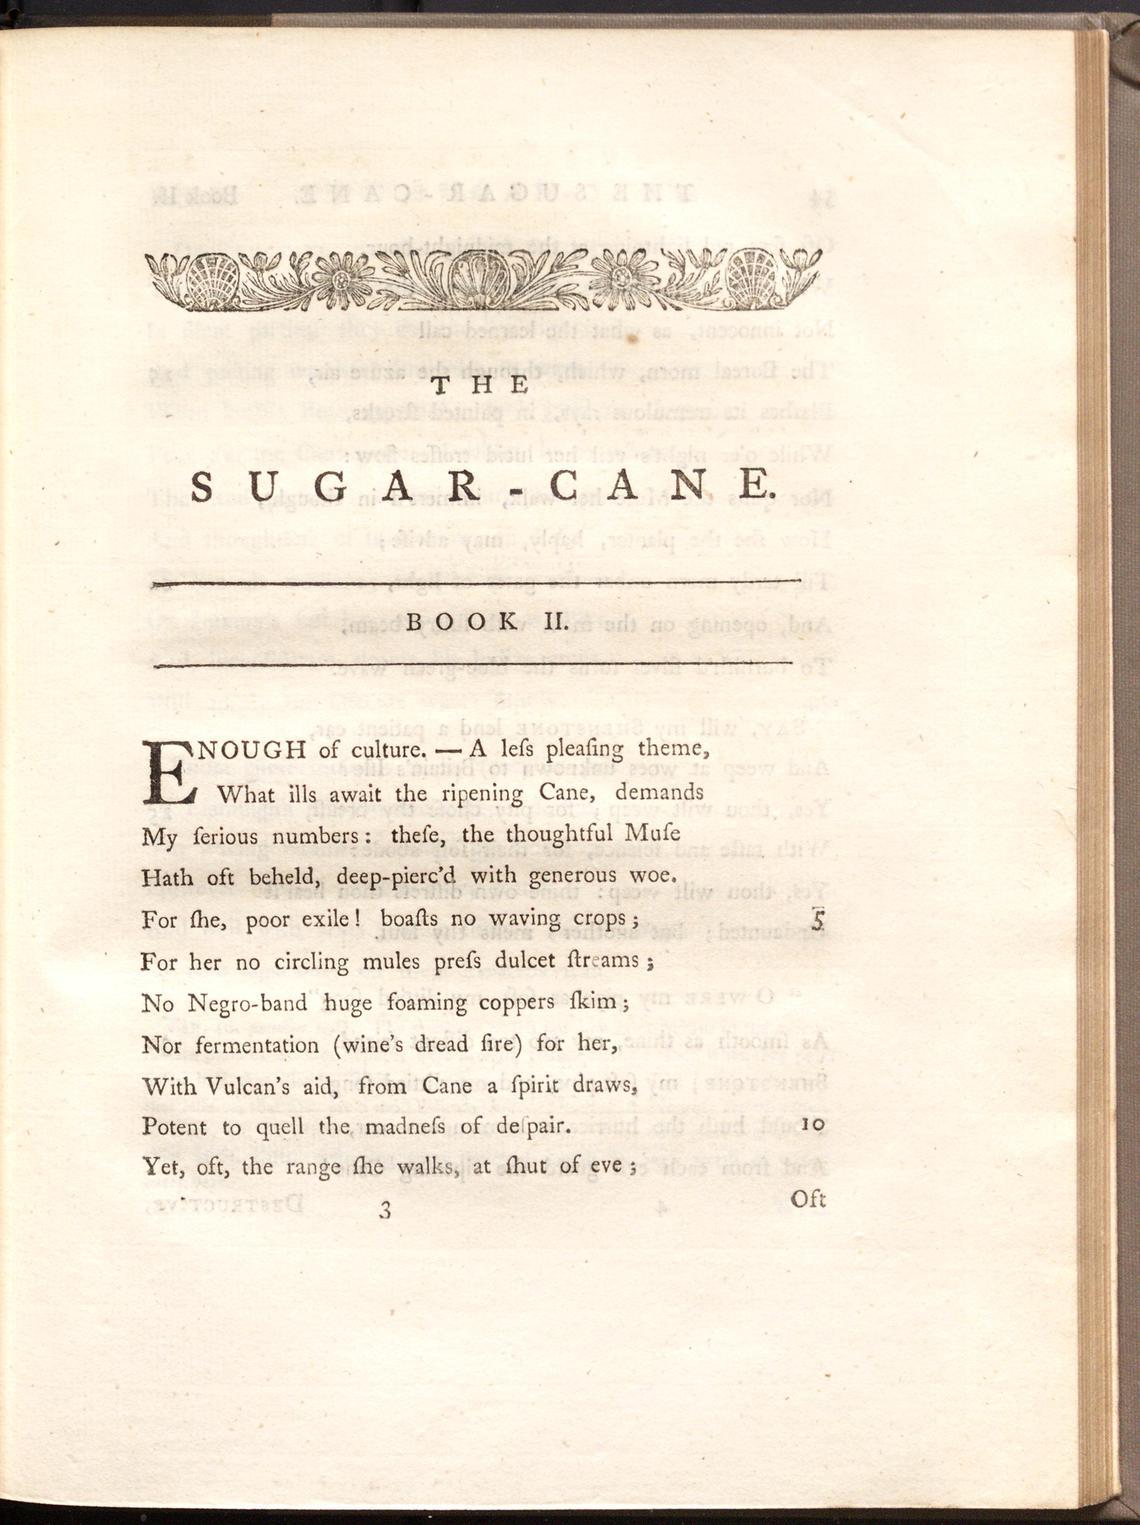 THE
SUGAR-CANE.
BOOK II.
ENOUGH of culture. — A leſs pleaſing theme,
What ills await the ripening Cane, demands
My ſerious numbers: theſe, the thoughtful Muſe
Hath oft beheld, deep-pierc'd with generous woe.
For ſhe, poor exile! boaſts no waving crops; 5
For her no circling mules preſs dulcet ſtreams;
No Negro-band huge foaming coppers ſkim;
Nor fermentation (wine's dread ſire) for her,
With Vulcan's aid, from Cane a ſpirit draws,
Potent to quell the madneſs of deſpair. 10
Yet, oft, the range ſhe walks, at ſhut of eve;
3 Oft